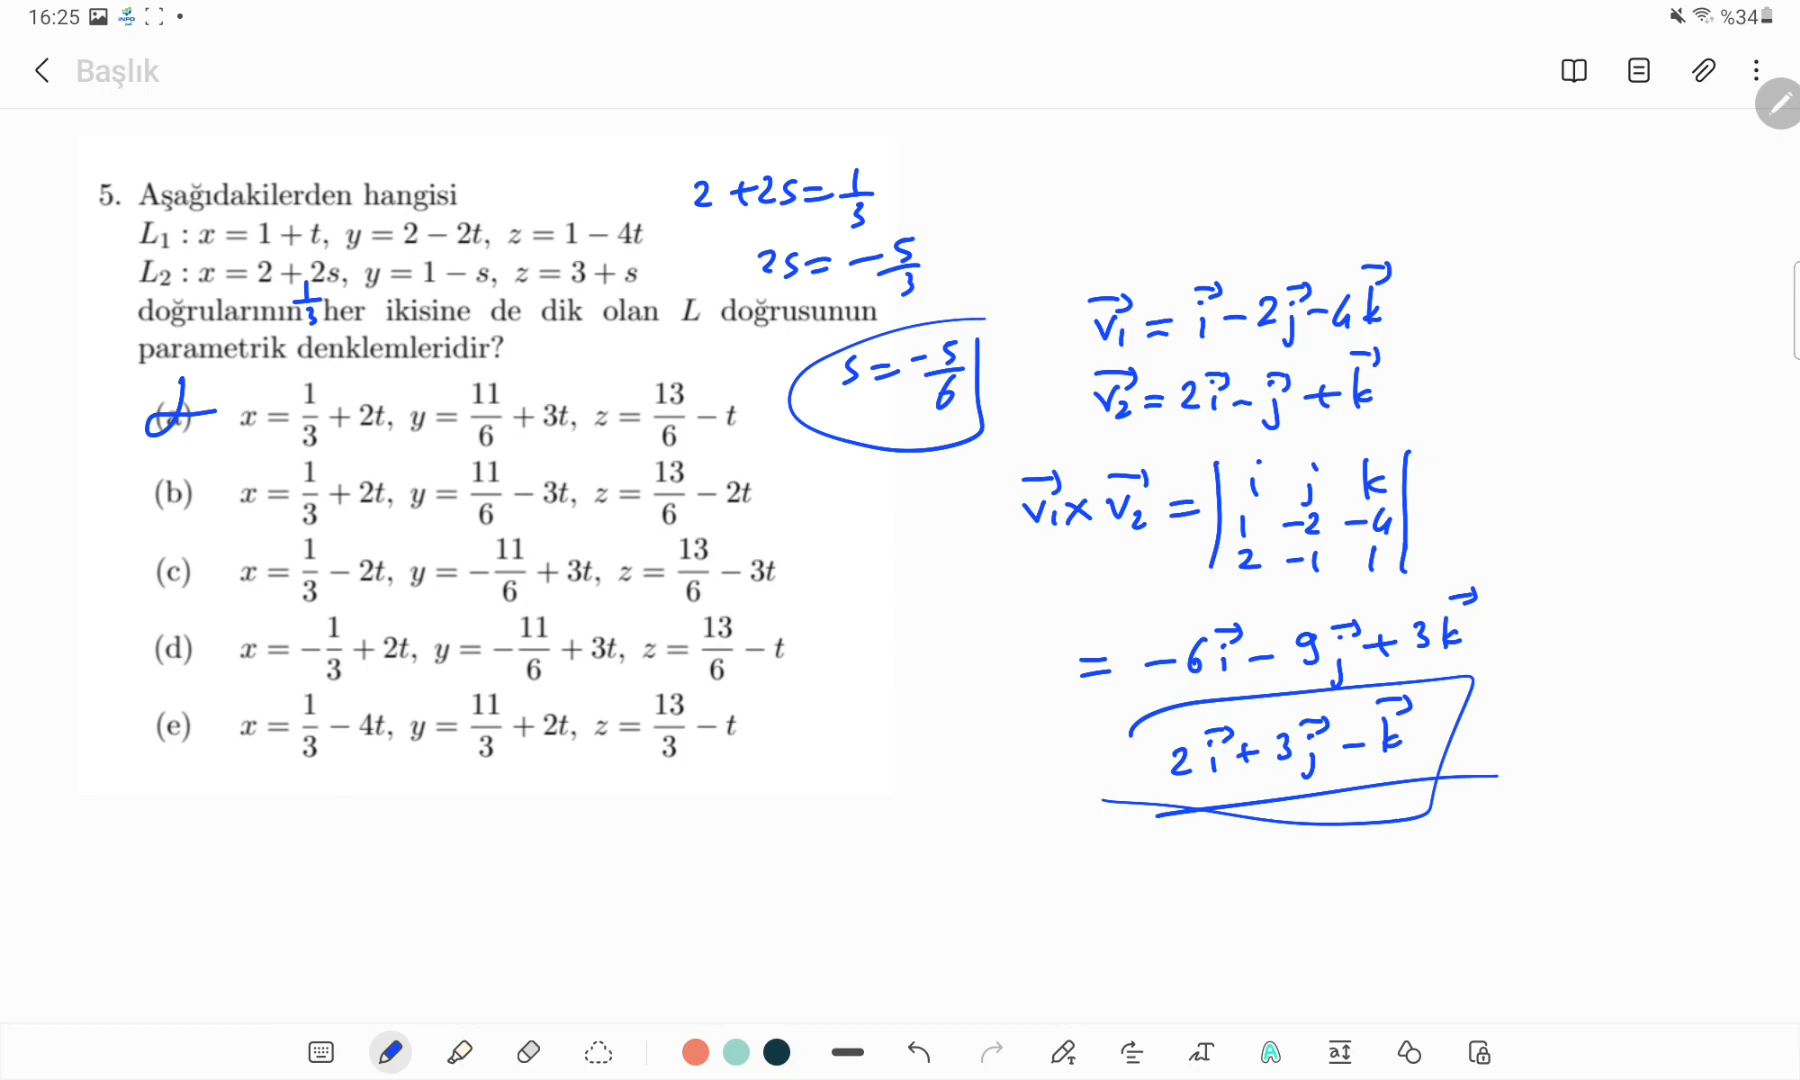 16:25 INFO %34
Başlık
5. Aşağıdakilerden hangisi
L₁ : x = 1 + t, y = 2 − 2t, z = 1 − 4t
L₂ : x = 2 + 2s, y = 1 − s, z = 3 + s
doğrularının her ikisine de dik olan L doğrusunun
1/3
parametrik denklemleridir?
(a) x = 1/3 + 2t, y = 11/6 + 3t, z = 13/6 − t
(b) x = 1/3 + 2t, y = 11/6 − 3t, z = 13/6 − 2t
(c) x = 1/3 − 2t, y = −11/6 + 3t, z = 13/6 − 3t
(d) x = −1/3 + 2t, y = −11/6 + 3t, z = 13/6 − t
(e) x = 1/3 − 4t, y = 11/3 + 2t, z = 13/3 − t
2 + 2s = 1/3
2s = −5/3
s = −5/6
v₁⃗ = i⃗ − 2j⃗ − 4k⃗
v₂⃗ = 2i⃗ − j⃗ + k⃗
v₁⃗ x v₂⃗ = | i j k |
| 1 −2 −4 |
| 2 −1 1 |
= −6i⃗ − 9j⃗ + 3k⃗
2i⃗ + 3j⃗ − k⃗